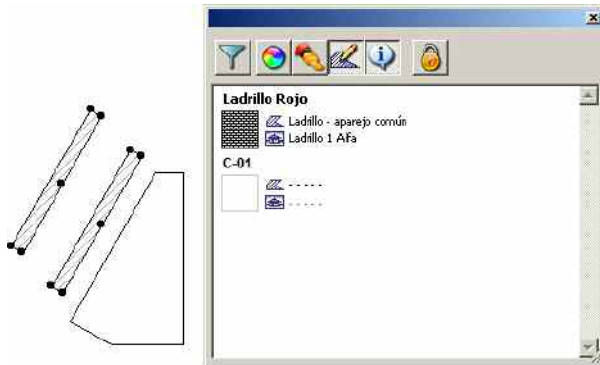 Ladrillo Rojo
Ladrillo - aparejo común
Ladrillo 1 Alfa
C-01
- - - - -
- - - - -